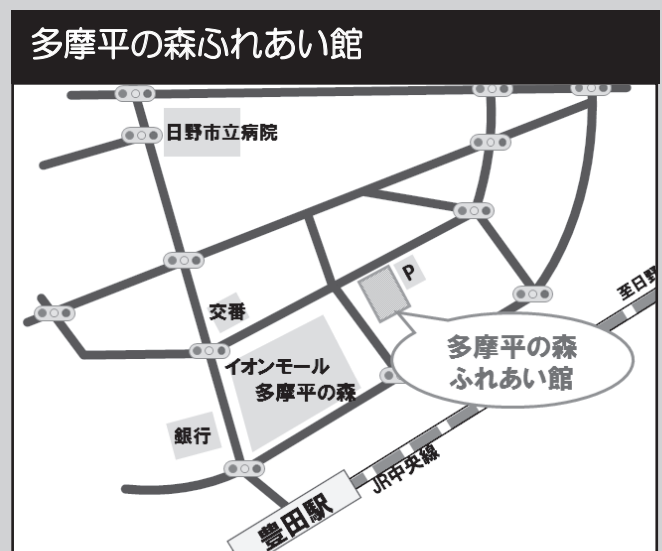 多摩平の森ふれあい館
日野市立病院
P
至日野
交番
多摩平の森
ふれあい館
イオンモール
多摩平の森
銀行
JR中央線
豊田駅